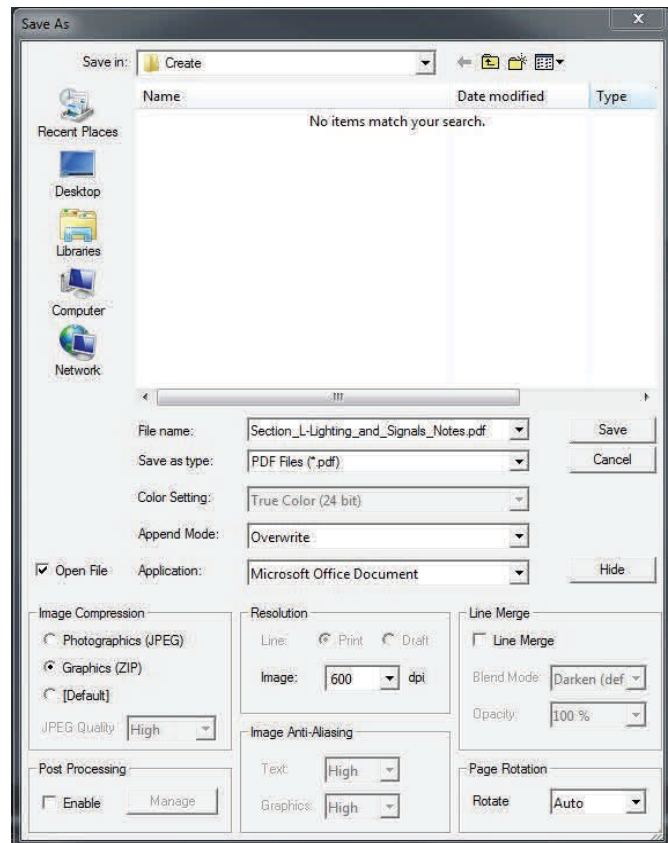 Save As
x
Save in: Create
Name Date modified Type
No items match your search.
Recent Places
Desktop
Libraries
Computer
Network
File name: Section_L-Lighting_and_Signals_Notes.pdf Save
Save as type: PDF Files (*.pdf) Cancel
Color Setting: True Color (24 bit)
Append Mode: Overwrite
Open File Application: Microsoft Office Document Hide
Image Compression
Photographics (JPEG)
Graphics (ZIP)
[Default]
JPEG Quality High
Resolution
Line: Print Draft
Image: 600 dpi
Line Merge
Line Merge
Blend Mode: Darken (def
Opacity: 100 %
Image Anti-Aliasing
Text: High
Graphics: High
Post Processing
Enable Manage
Page Rotation
Rotate Auto